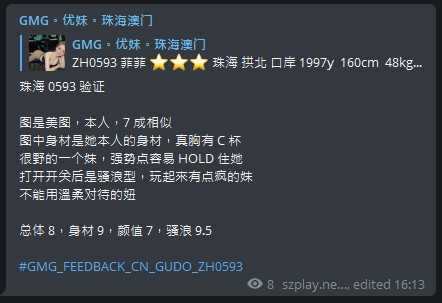 GMG。优妹。珠海澳门
GMG。优妹。珠海澳门
ZH0593 菲菲 ⭐⭐⭐ 珠海 拱北 口岸 1997y 160cm 48kg...
珠海 0593 验证
图是美图，本人，7 成相似
图中身材是她本人的身材，真胸有 C 杯
很野的一个妹，强势点容易 HOLD 住她
打开开关后是骚浪型，玩起來有点疯的妹
不能用溫柔对待的妞
总体 8，身材 9，颜值 7，骚浪 9.5
#GMG_FEEDBACK_CN_GUDO_ZH0593
8 szplay.ne..., edited 16:13